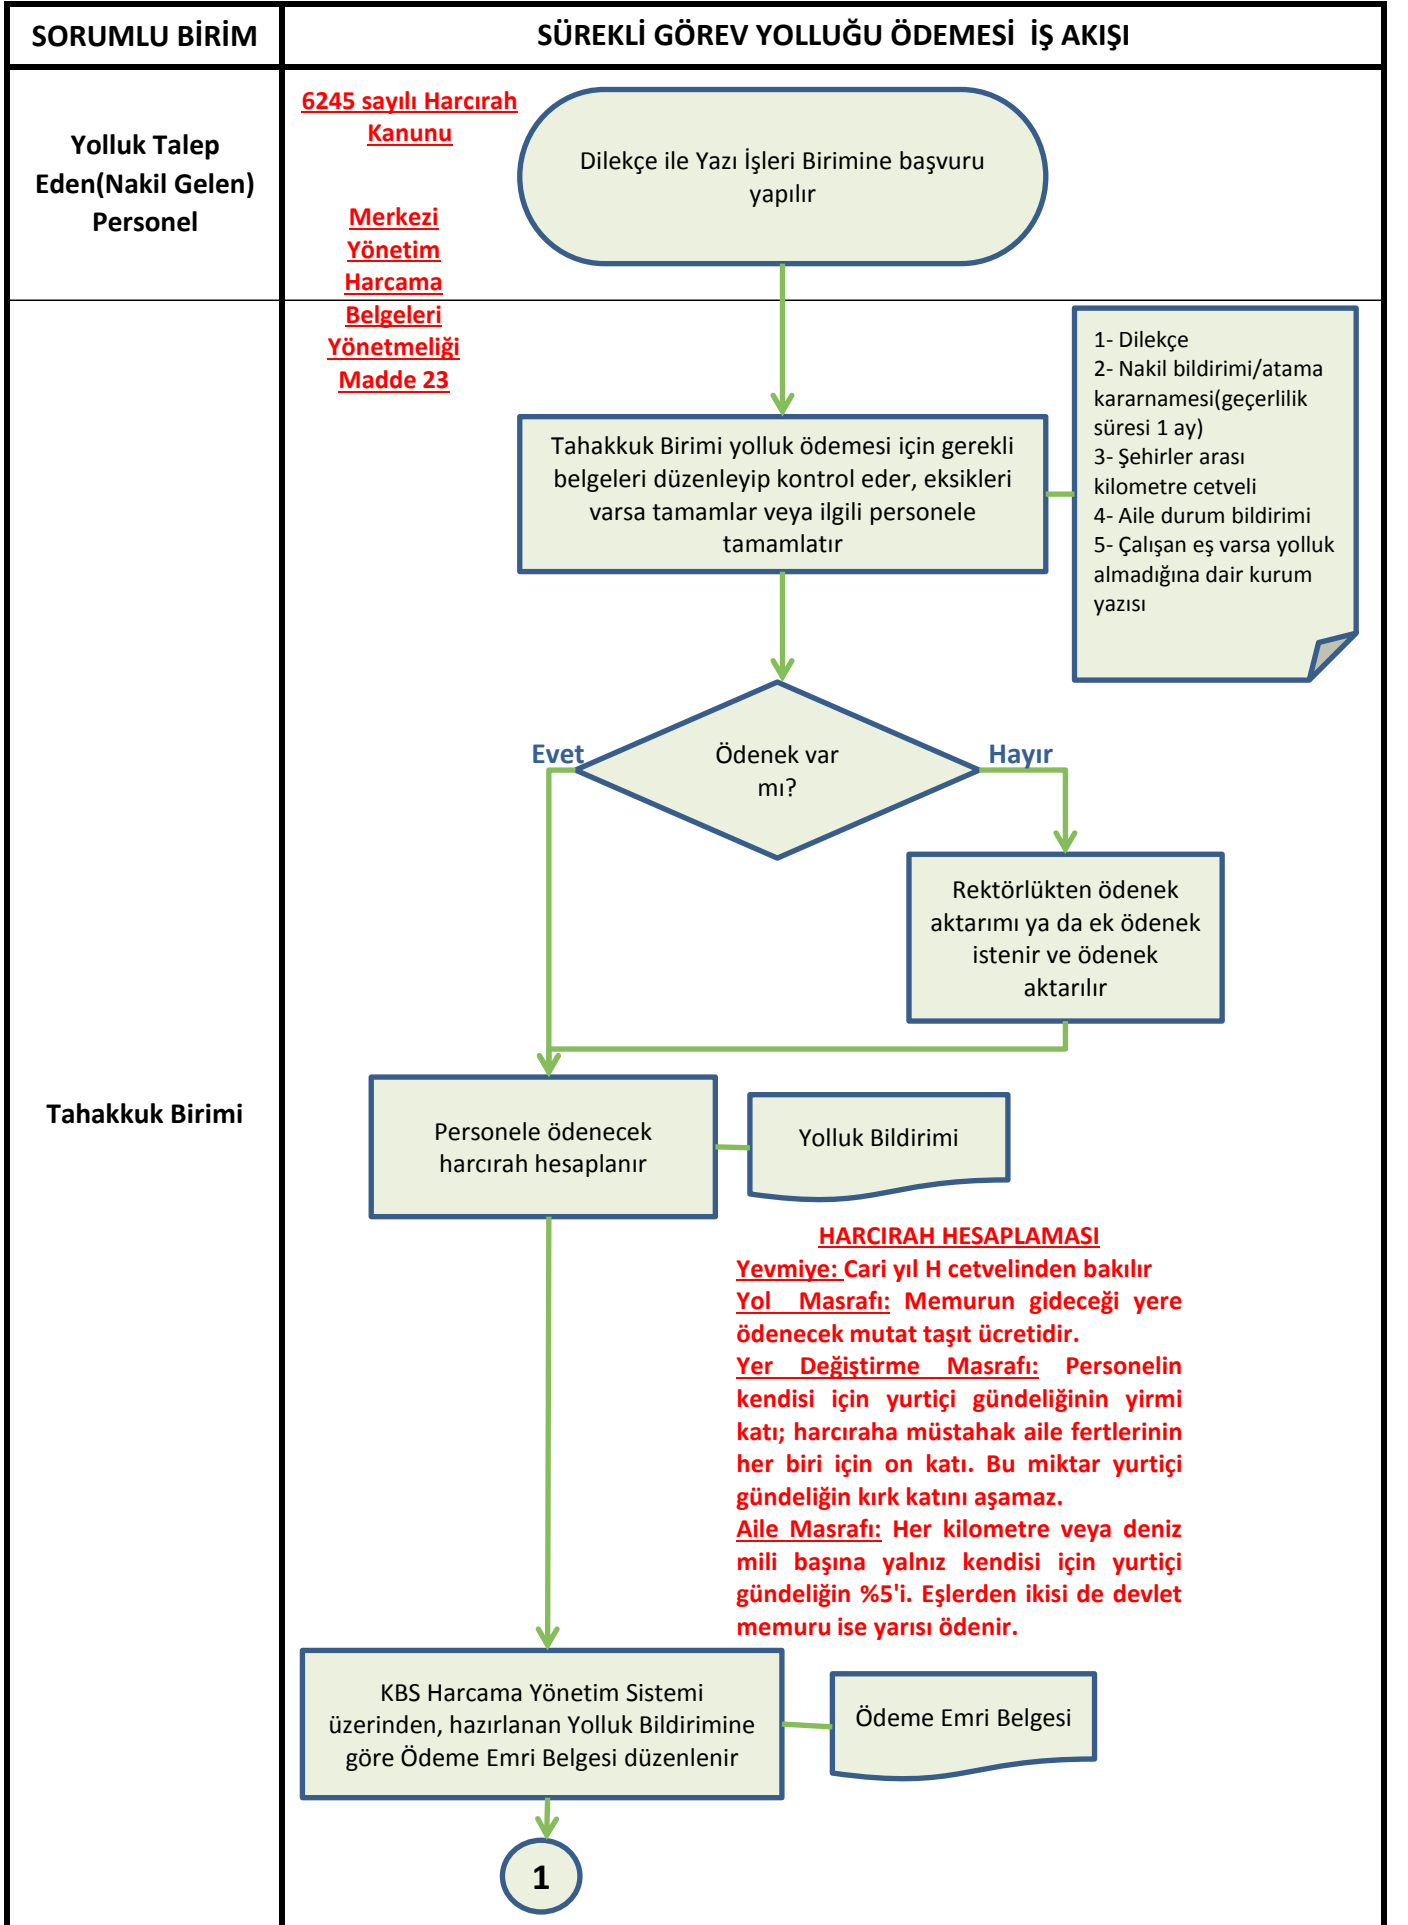 SORUMLU BİRİM
SÜREKLİ GÖREV YOLLUĞU ÖDEMESİ İŞ AKIŞI
Yolluk Talep
Eden(Nakil Gelen)
Personel
6245 sayılı Harcırah
Kanunu
Merkezi
Yönetim
Harcama
Belgeleri
Yönetmeliği
Madde 23
Dilekçe ile Yazı İşleri Birimine başvuru
yapılır
Tahakkuk Birimi yolluk ödemesi için gerekli
belgeleri düzenleyip kontrol eder, eksikleri
varsa tamamlar veya ilgili personele
tamamlatır
1- Dilekçe
2- Nakil bildirimi/atama
kararnamesi(geçerlilik
süresi 1 ay)
3- Şehirler arası
kilometre cetveli
4- Aile durum bildirimi
5- Çalışan eş varsa yolluk
almadığına dair kurum
yazısı
Evet
Ödenek var
mı?
Hayır
Rektörlükten ödenek
aktarımı ya da ek ödenek
istenir ve ödenek
aktarılır
Tahakkuk Birimi
Personele ödenecek
harcırah hesaplanır
Yolluk Bildirimi
HARCIRAH HESAPLAMASI
Yevmiye: Cari yıl H cetvelinden bakılır
Yol Masrafı: Memurun gideceği yere
ödenecek mutat taşıt ücretidir.
Yer Değiştirme Masrafı: Personelin
kendisi için yurtiçi gündeliğinin yirmi
katı; harcıraha müstahak aile fertlerinin
her biri için on katı. Bu miktar yurtiçi
gündeliğin kırk katını aşamaz.
Aile Masrafı: Her kilometre veya deniz
mili başına yalnız kendisi için yurtiçi
gündeliğin %5'i. Eşlerden ikisi de devlet
memuru ise yarısı ödenir.
KBS Harcama Yönetim Sistemi
üzerinden, hazırlanan Yolluk Bildirimine
göre Ödeme Emri Belgesi düzenlenir
Ödeme Emri Belgesi
1